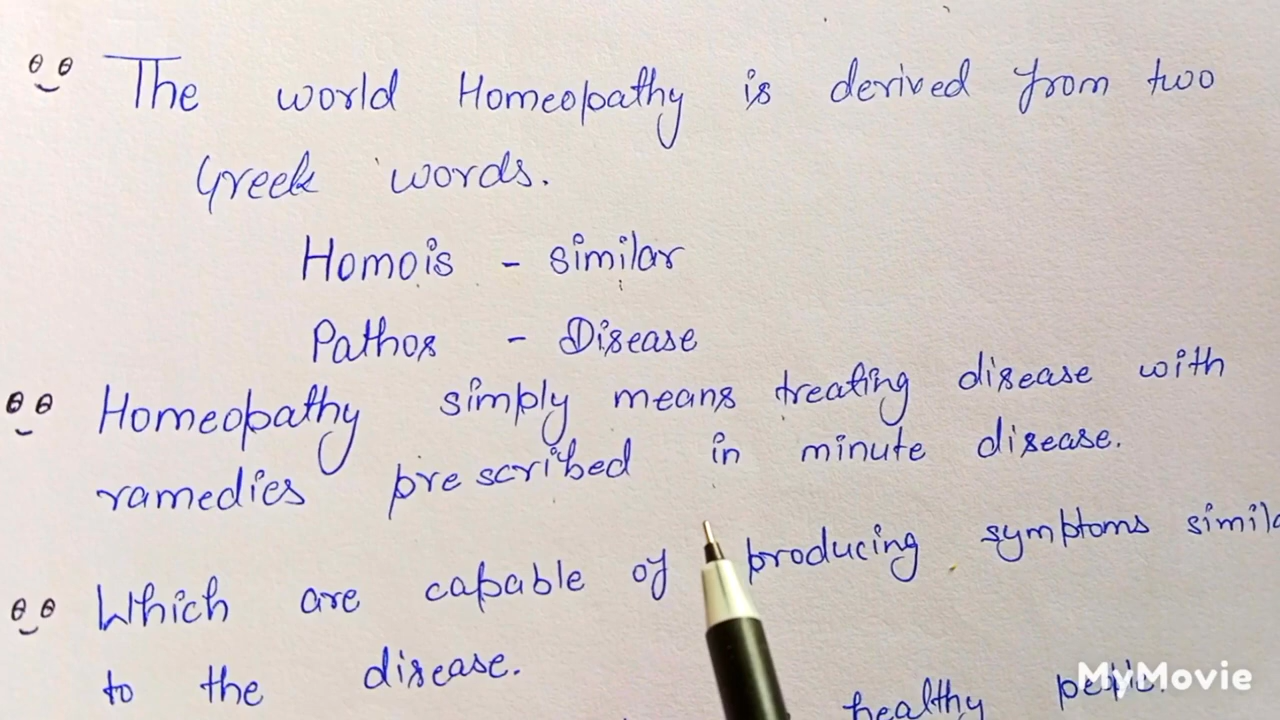 The world Homeopathy is derived from two
Greek words.
Homois - similar
Pathos - Disease
Homeopathy simply means treating disease with
ramedies prescribed in minute disease.
Which are capable of producing symptoms simila
to the disease.
healthy people.
MyMovie